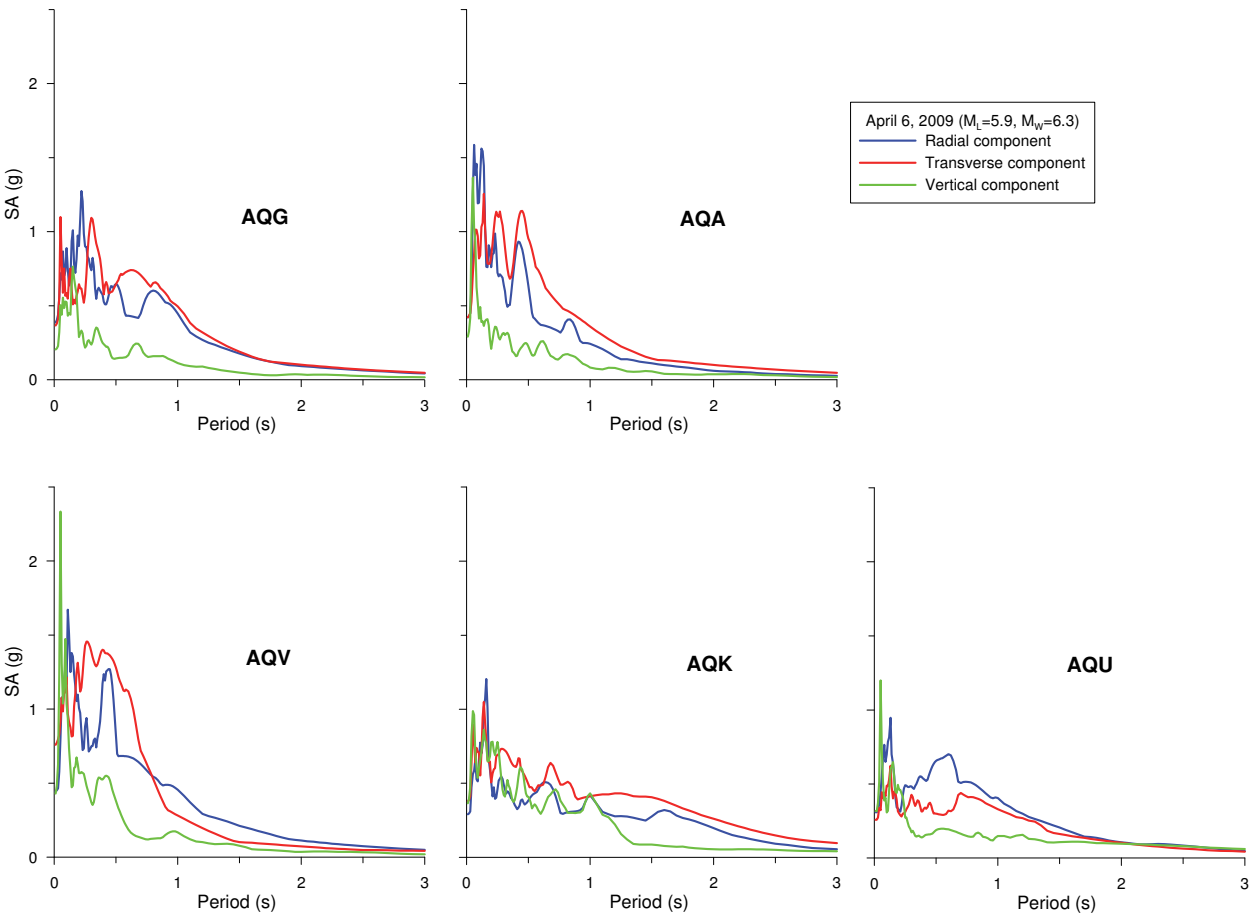 2
1
0
SA (g)
AQG
0 1 2 3
Period (s)
AQA
0 1 2 3
Period (s)
April 6, 2009 (ML=5.9, MW=6.3)
Radial component
Transverse component
Vertical component
2
1
0
SA (g)
AQV
0 1 2 3
Period (s)
AQK
0 1 2 3
Period (s)
AQU
0 1 2 3
Period (s)